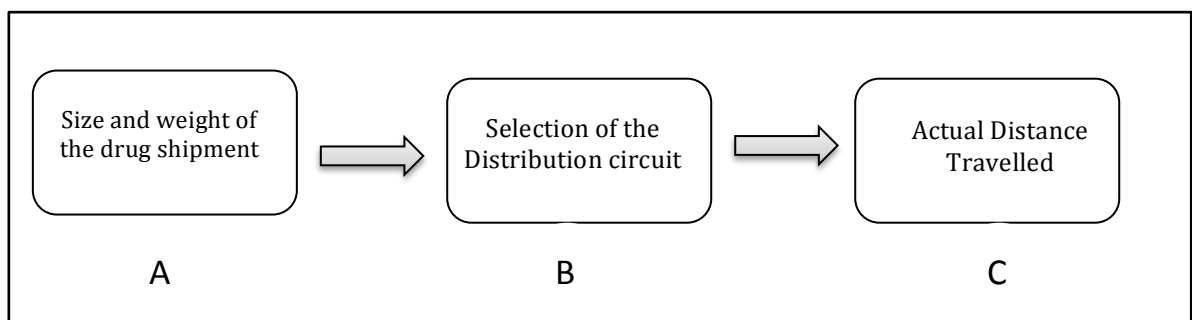 Size and weight of
the drug shipment
Selection of the
Distribution circuit
Actual Distance
Travelled
A
B
C